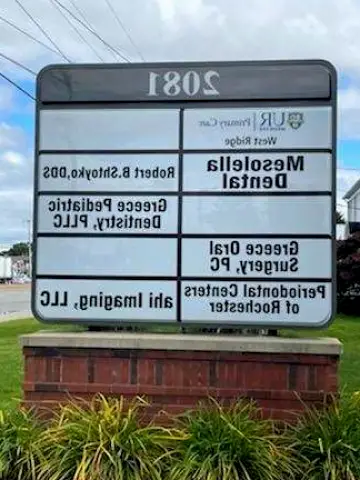 2081
UR MEDICINE | Primary Care
West Ridge
Mesolella
Dental
Robert B.Shtoyko,DDS
Greece Pediatric
Dentistry, PLLC
Greece Oral
Surgery, PC
Periodontal Centers
of Rochester
ahi Imaging, LLC